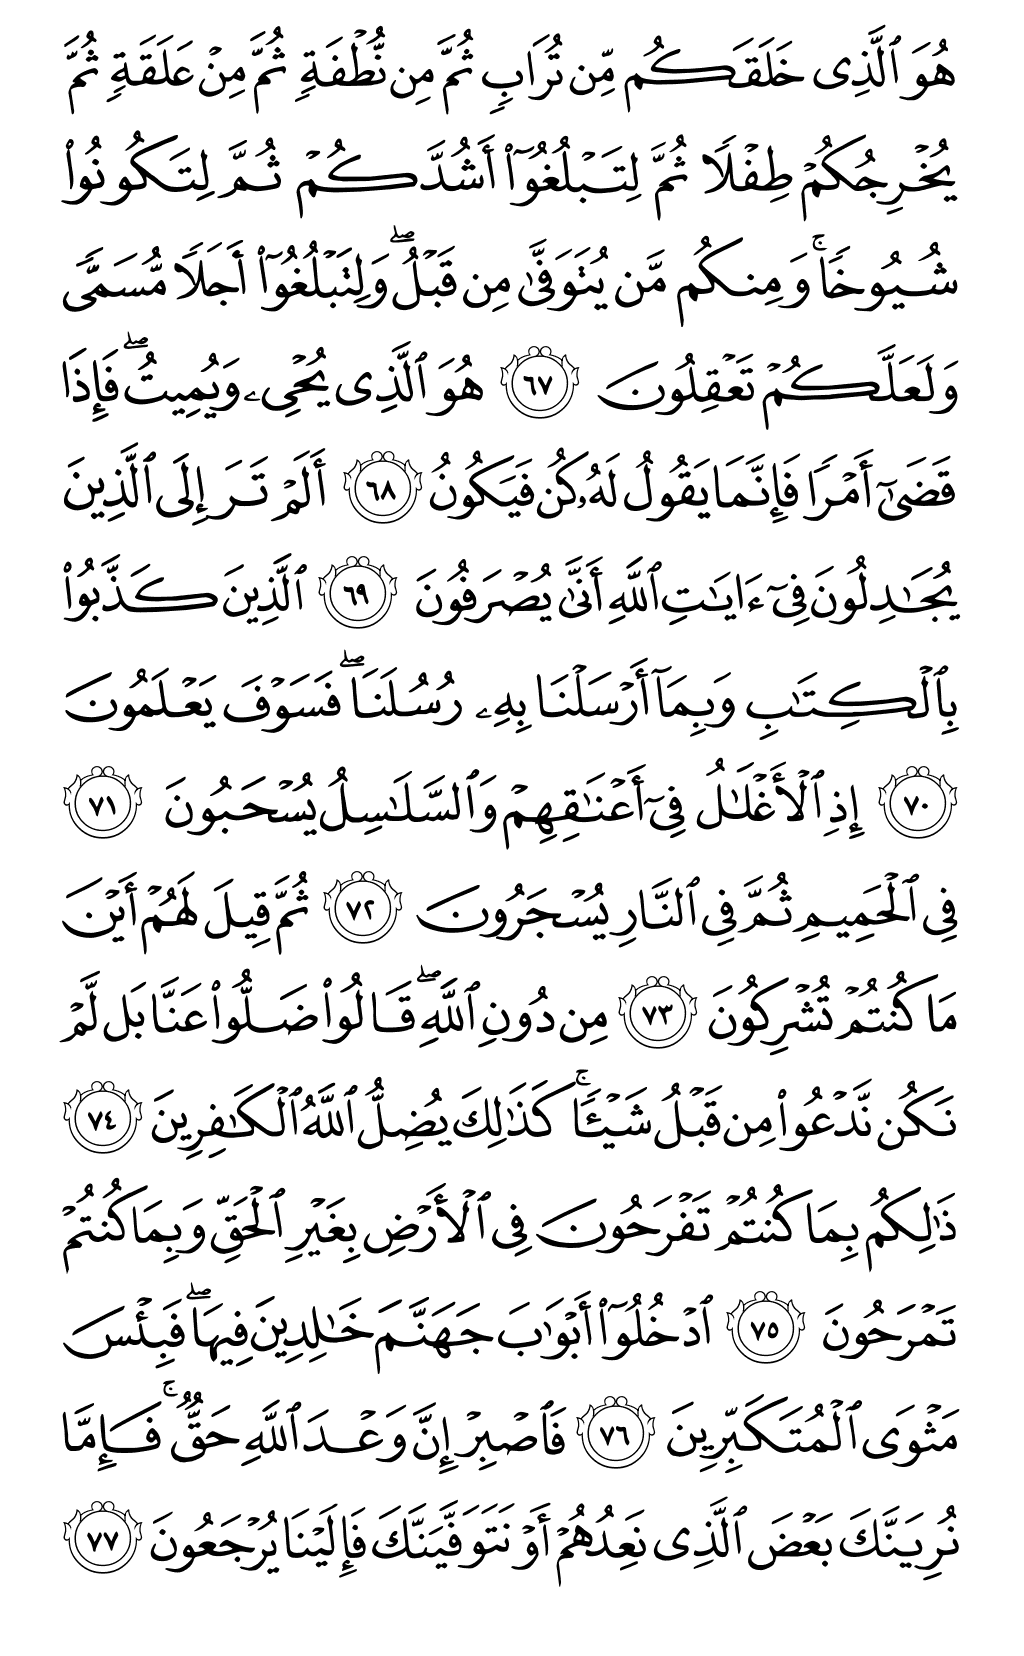 هُوَ ٱلَّذِى خَلَقَكُم مِّن تُرَابٍ ثُمَّ مِن نُّطْفَةٍ ثُمَّ مِنْ عَلَقَةٍ ثُمَّ
يُخْرِجُكُمْ طِفْلًا ثُمَّ لِتَبْلُغُوٓا۟ أَشُدَّكُمْ ثُمَّ لِتَكُونُوا۟
شُيُوخًا ۚ وَمِنكُم مَّن يُتَوَفَّىٰ مِن قَبْلُ ۖ وَلِتَبْلُغُوٓا۟ أَجَلًا مُّسَمًّى
وَلَعَلَّكُمْ تَعْقِلُونَ ٦٧ هُوَ ٱلَّذِى يُحْىِۦ وَيُمِيتُ ۖ فَإِذَا
قَضَىٰٓ أَمْرًا فَإِنَّمَا يَقُولُ لَهُۥ كُن فَيَكُونُ ٦٨ أَلَمْ تَرَ إِلَى ٱلَّذِينَ
يُجَـٰدِلُونَ فِىٓ ءَايَـٰتِ ٱللَّهِ أَنَّىٰ يُصْرَفُونَ ٦٩ ٱلَّذِينَ كَذَّبُوا۟
بِٱلْكِتَـٰبِ وَبِمَآ أَرْسَلْنَا بِهِۦ رُسُلَنَا ۖ فَسَوْفَ يَعْلَمُونَ
٧٠ إِذِ ٱلْأَغْلَـٰلُ فِىٓ أَعْنَـٰقِهِمْ وَٱلسَّلَـٰسِلُ يُسْحَبُونَ ٧١
فِى ٱلْحَمِيمِ ثُمَّ فِى ٱلنَّارِ يُسْجَرُونَ ٧٢ ثُمَّ قِيلَ لَهُمْ أَيْنَ
مَا كُنتُمْ تُشْرِكُونَ ٧٣ مِن دُونِ ٱللَّهِ ۖ قَالُوا۟ ضَلُّوا۟ عَنَّا بَل لَّمْ
نَكُن نَّدْعُوا۟ مِن قَبْلُ شَيْـًٔا ۚ كَذَٰلِكَ يُضِلُّ ٱللَّهُ ٱلْكَـٰفِرِينَ ٧٤
ذَٰلِكُم بِمَا كُنتُمْ تَفْرَحُونَ فِى ٱلْأَرْضِ بِغَيْرِ ٱلْحَقِّ وَبِمَا كُنتُمْ
تَمْرَحُونَ ٧٥ ٱدْخُلُوٓا۟ أَبْوَٰبَ جَهَنَّمَ خَـٰلِدِينَ فِيهَا ۖ فَبِئْسَ
مَثْوَى ٱلْمُتَكَبِّرِينَ ٧٦ فَٱصْبِرْ إِنَّ وَعْدَ ٱللَّهِ حَقٌّ ۚ فَإِمَّا
نُرِيَنَّكَ بَعْضَ ٱلَّذِى نَعِدُهُمْ أَوْ نَتَوَفَّيَنَّكَ فَإِلَيْنَا يُرْجَعُونَ ٧٧